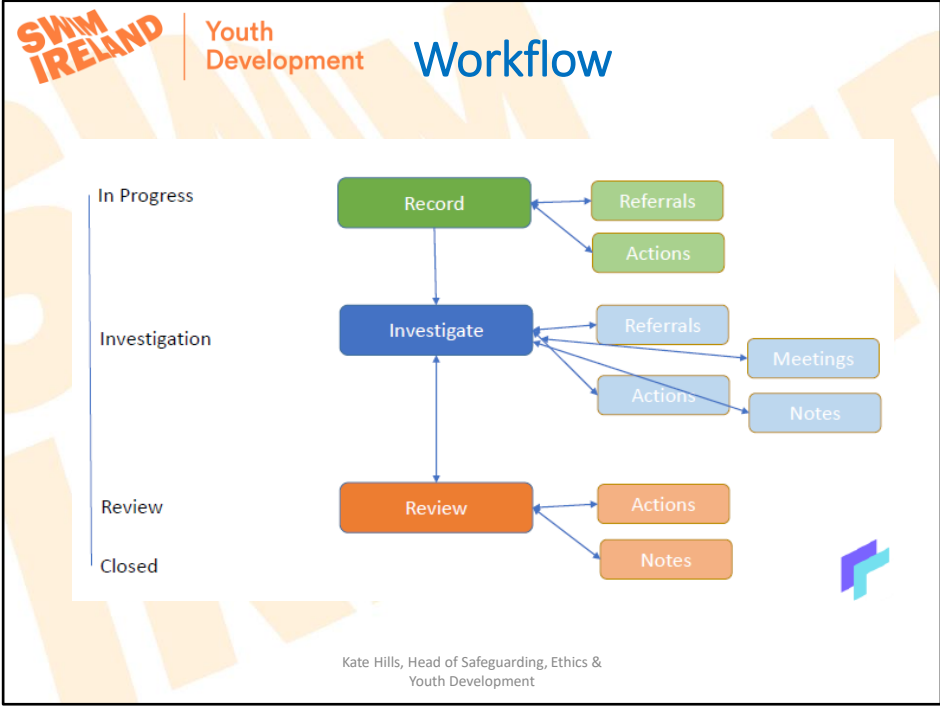 SWIM
IRELAND
Youth
Development
Workflow
In Progress
Record
Referrals
Actions
Investigation
Investigate
Referrals
Meetings
Actions
Notes
Review
Review
Actions
Notes
Closed
Kate Hills, Head of Safeguarding, Ethics &
Youth Development